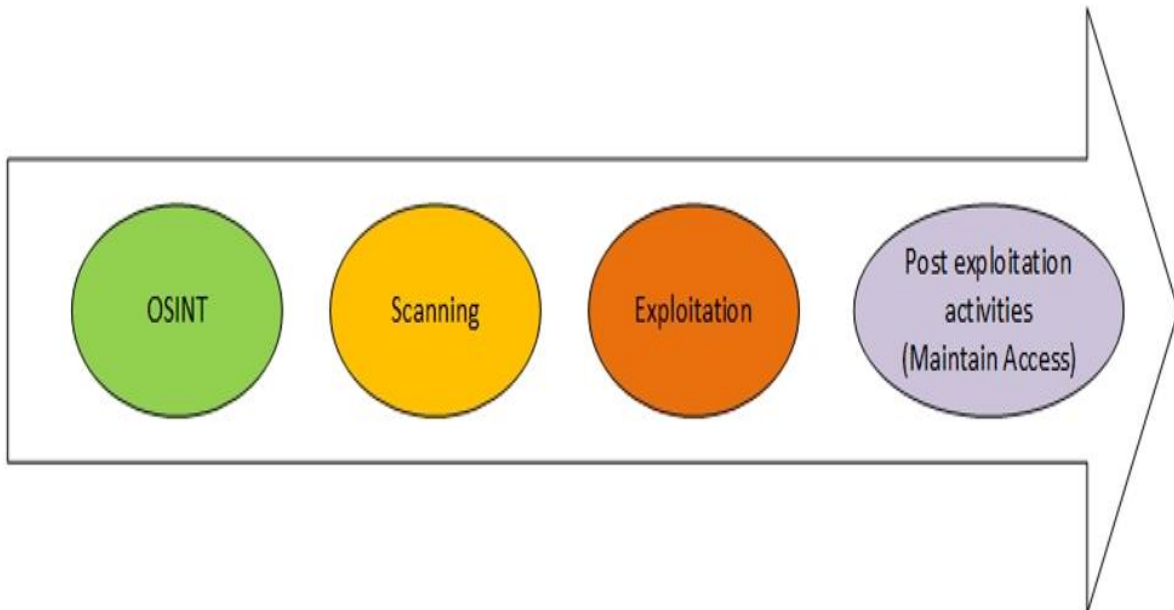 OSINT
Scanning
Exploitation
Post exploitation
activities
(Maintain Access)